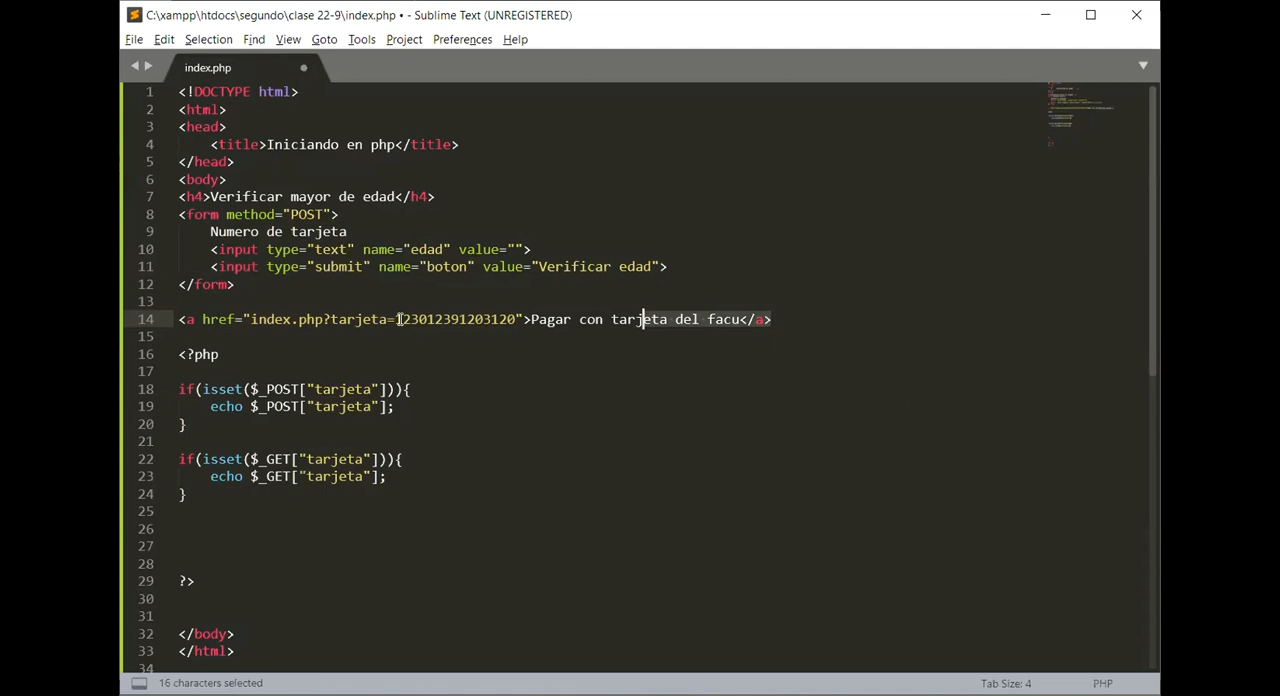 C:\xampp\htdocs\segundo\clase 22-9\index.php • - Sublime Text (UNREGISTERED)
File Edit Selection Find View Goto Tools Project Preferences Help
index.php
1 <!DOCTYPE html>
2 <html>
3 <head>
4 <title>Iniciando en php</title>
5 </head>
6 <body>
7 <h4>Verificar mayor de edad</h4>
8 <form method="POST">
9 Numero de tarjeta
10 <input type="text" name="edad" value="">
11 <input type="submit" name="boton" value="Verificar edad">
12 </form>
13
14 <a href="index.php?tarjeta=123012391203120">Pagar con tarjeta del facu</a>
15
16 <?php
17
18 if(isset($_POST["tarjeta"])){
19 echo $_POST["tarjeta"];
20 }
21
22 if(isset($_GET["tarjeta"])){
23 echo $_GET["tarjeta"];
24 }
25
26
27
28
29 ?>
30
31
32 </body>
33 </html>
34
16 characters selected Tab Size: 4 PHP